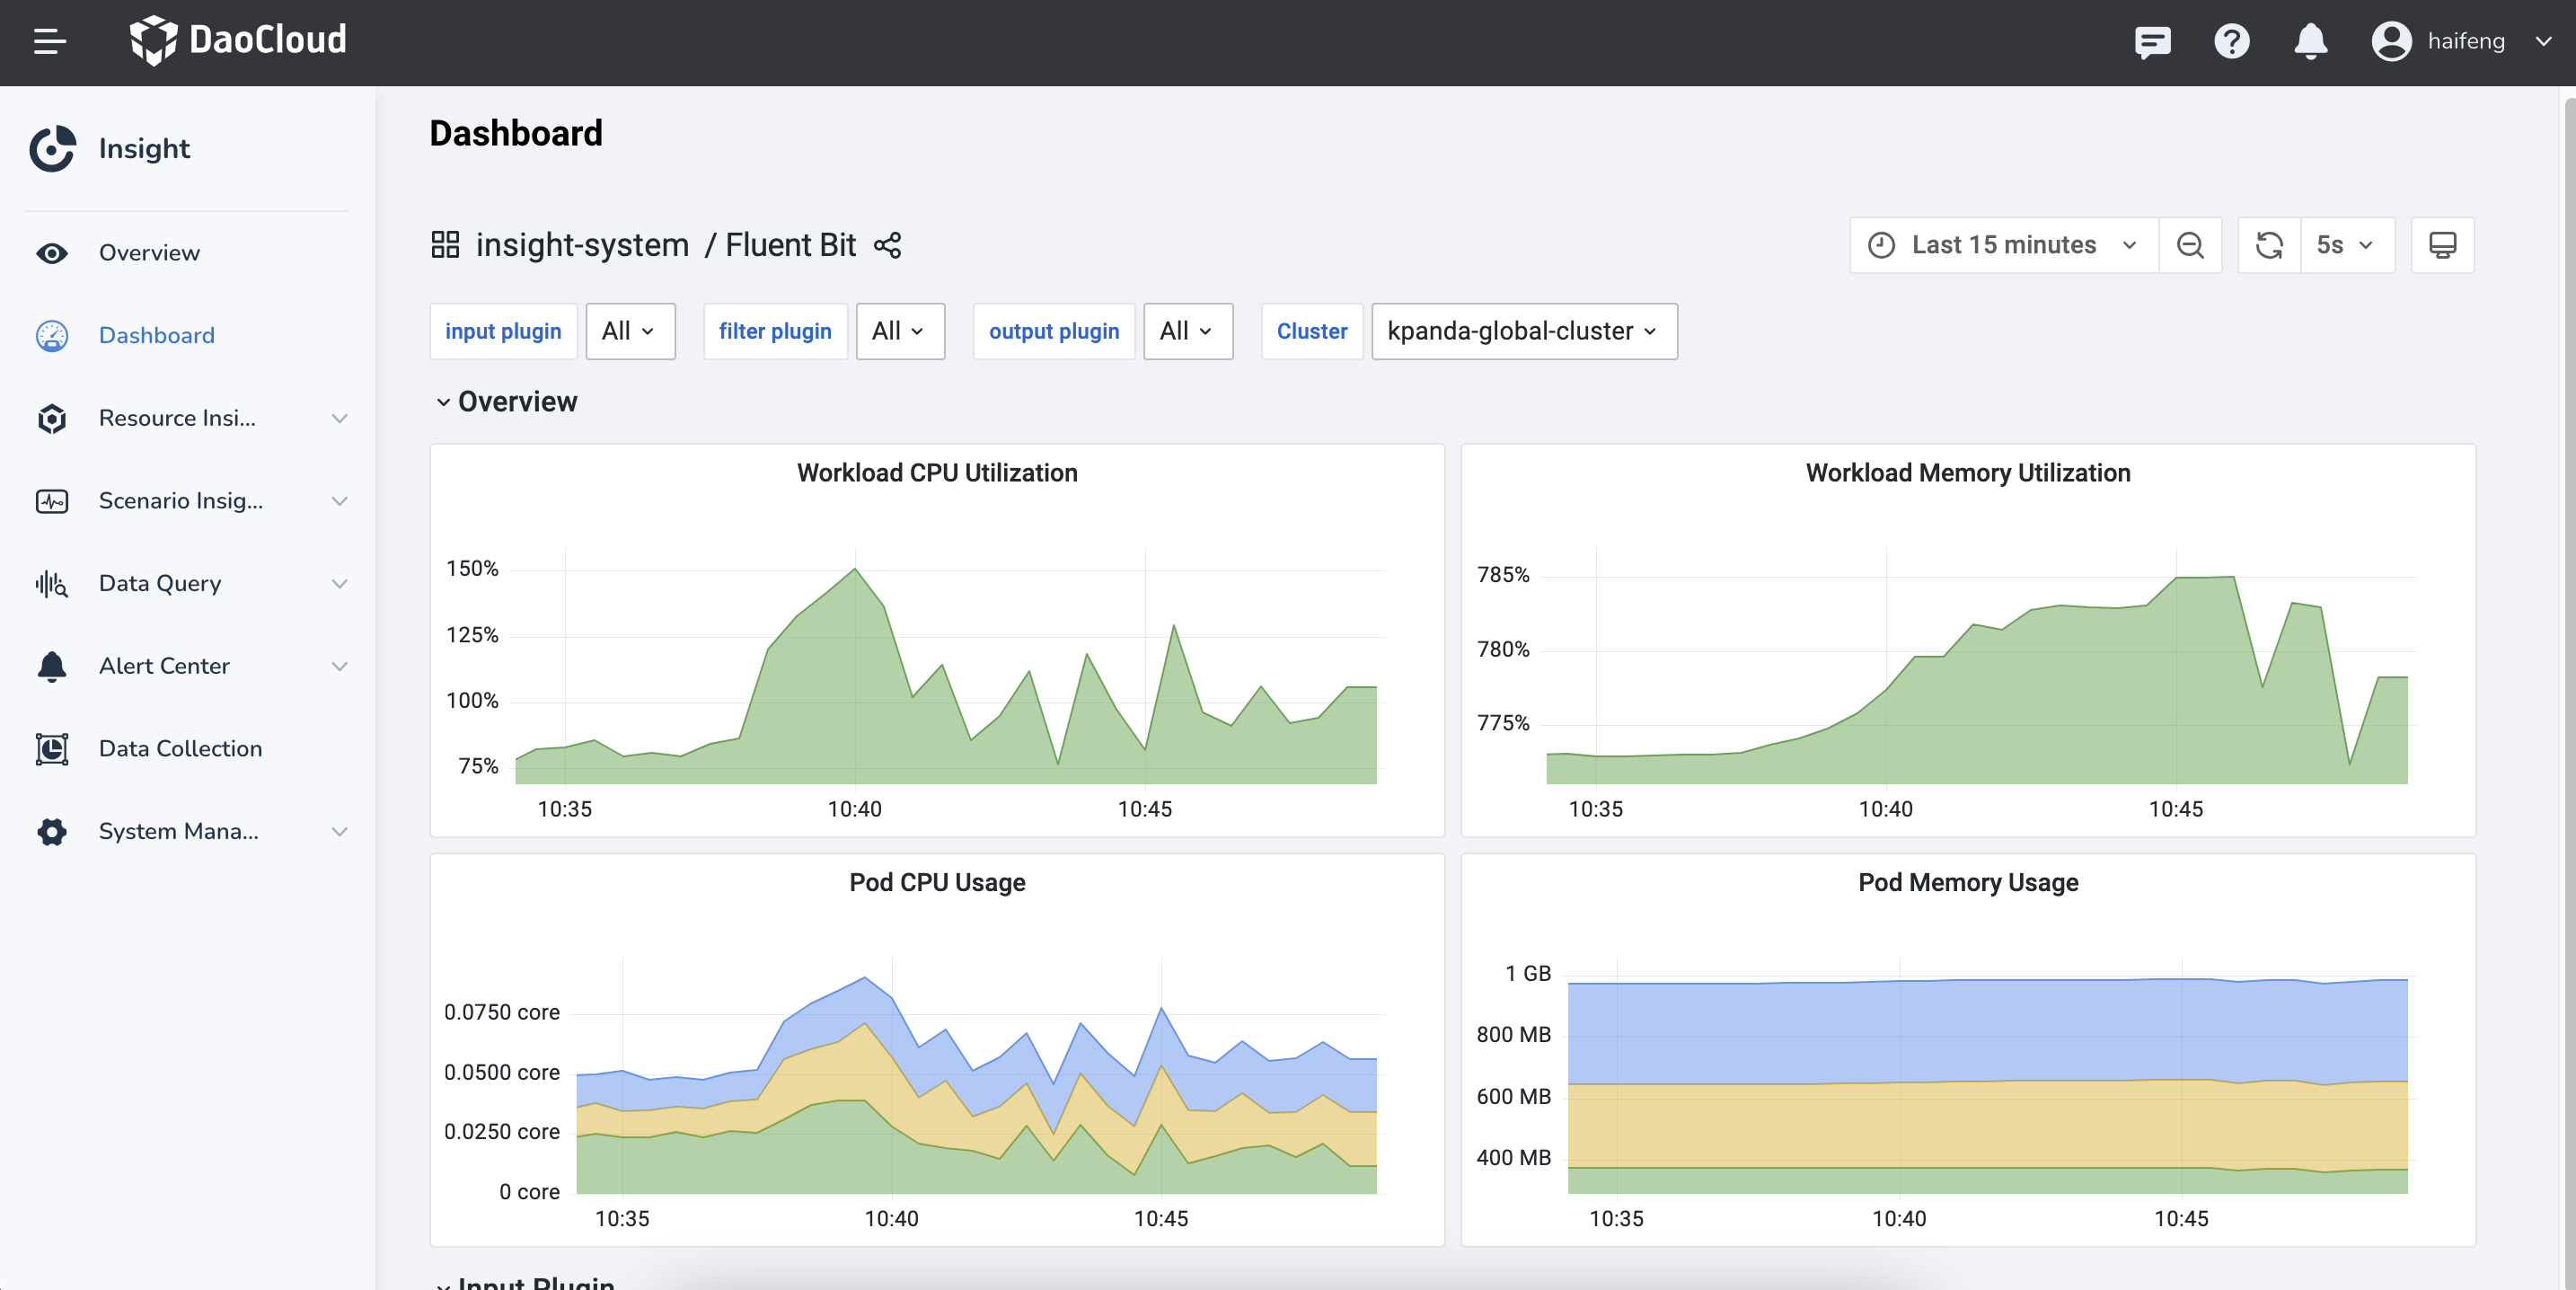 DaoCloud
haifeng
Insight
Overview
Dashboard
Resource Insi...
Scenario Insig...
Data Query
Alert Center
Data Collection
System Mana...
Dashboard
insight-system / Fluent Bit
Last 15 minutes
5s
input plugin All filter plugin All output plugin All Cluster kpanda-global-cluster
Overview
Workload CPU Utilization
150%
125%
100%
75%
10:35 10:40 10:45
Workload Memory Utilization
785%
780%
775%
10:35 10:40 10:45
Pod CPU Usage
0.0750 core
0.0500 core
0.0250 core
0 core
10:35 10:40 10:45
Pod Memory Usage
1 GB
800 MB
600 MB
400 MB
10:35 10:40 10:45
Input Plugin